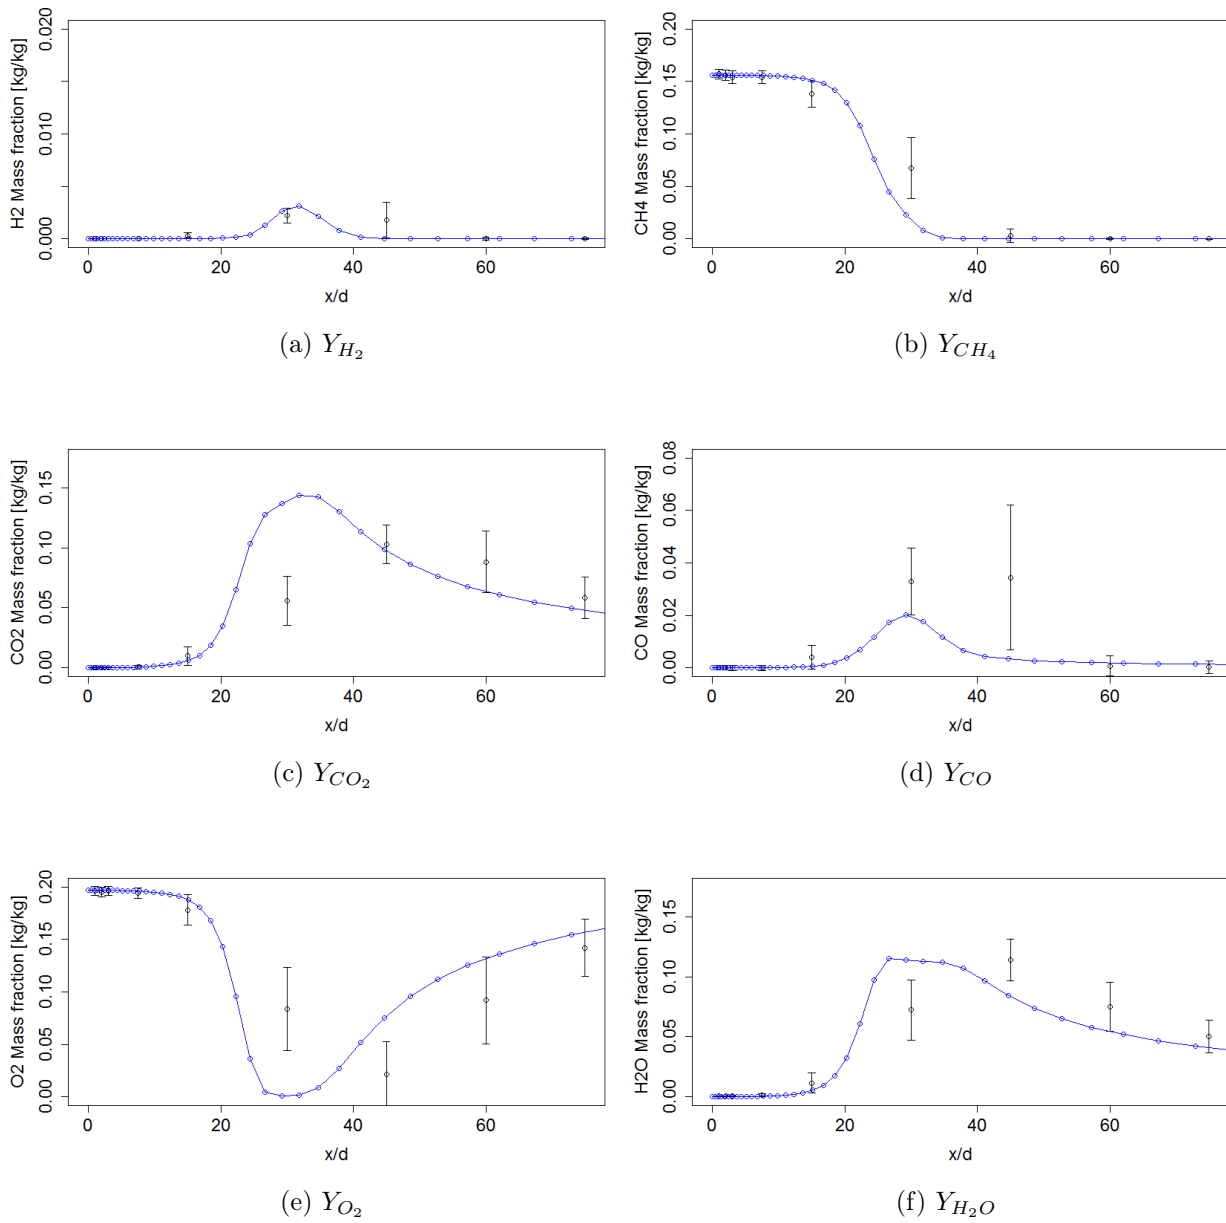 H2 Mass fraction [kg/kg]
0.000 0.010 0.020
0 20 40 60
x/d
(a) Y_{H_2}
CH4 Mass fraction [kg/kg]
0.00 0.05 0.10 0.15 0.20
0 20 40 60
x/d
(b) Y_{CH_4}
CO2 Mass fraction [kg/kg]
0.00 0.05 0.10 0.15
0 20 40 60
x/d
(c) Y_{CO_2}
CO Mass fraction [kg/kg]
0.00 0.02 0.04 0.06 0.08
0 20 40 60
x/d
(d) Y_{CO}
O2 Mass fraction [kg/kg]
0.00 0.05 0.10 0.15 0.20
0 20 40 60
x/d
(e) Y_{O_2}
H2O Mass fraction [kg/kg]
0.00 0.05 0.10 0.15
0 20 40 60
x/d
(f) Y_{H_2O}